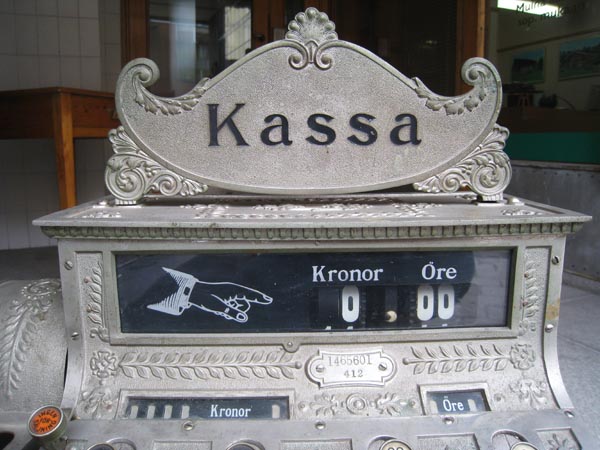 Kassa
Kronor Öre
0 00
1465601
412
Kronor
Öre